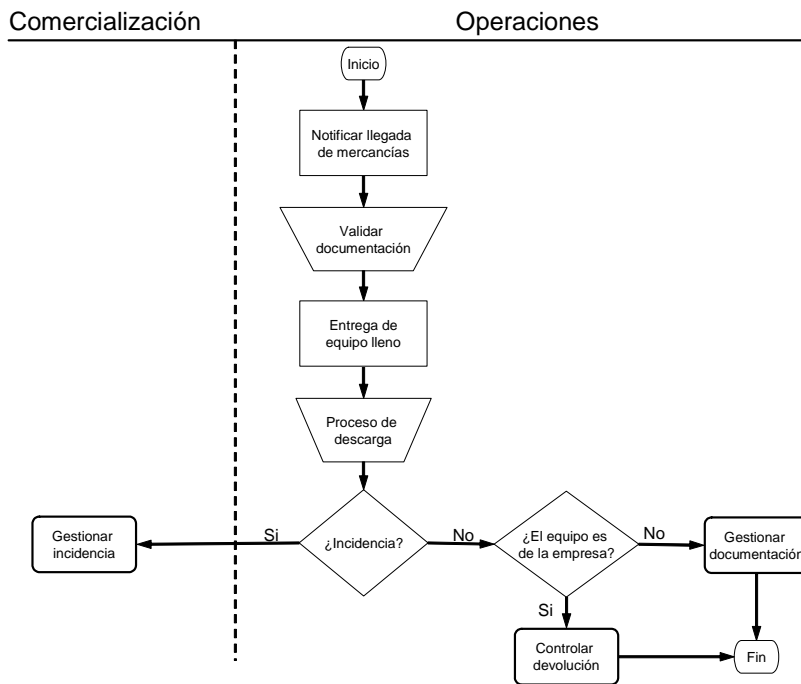 Comercialización
Operaciones
Inicio
Notificar llegada
de mercancías
Validar
documentación
Entrega de
equipo lleno
Proceso de
descarga
Gestionar
incidencia
Si
¿Incidencia?
No
¿El equipo es
de la empresa?
No
Gestionar
documentación
Si
Controlar
devolución
Fin